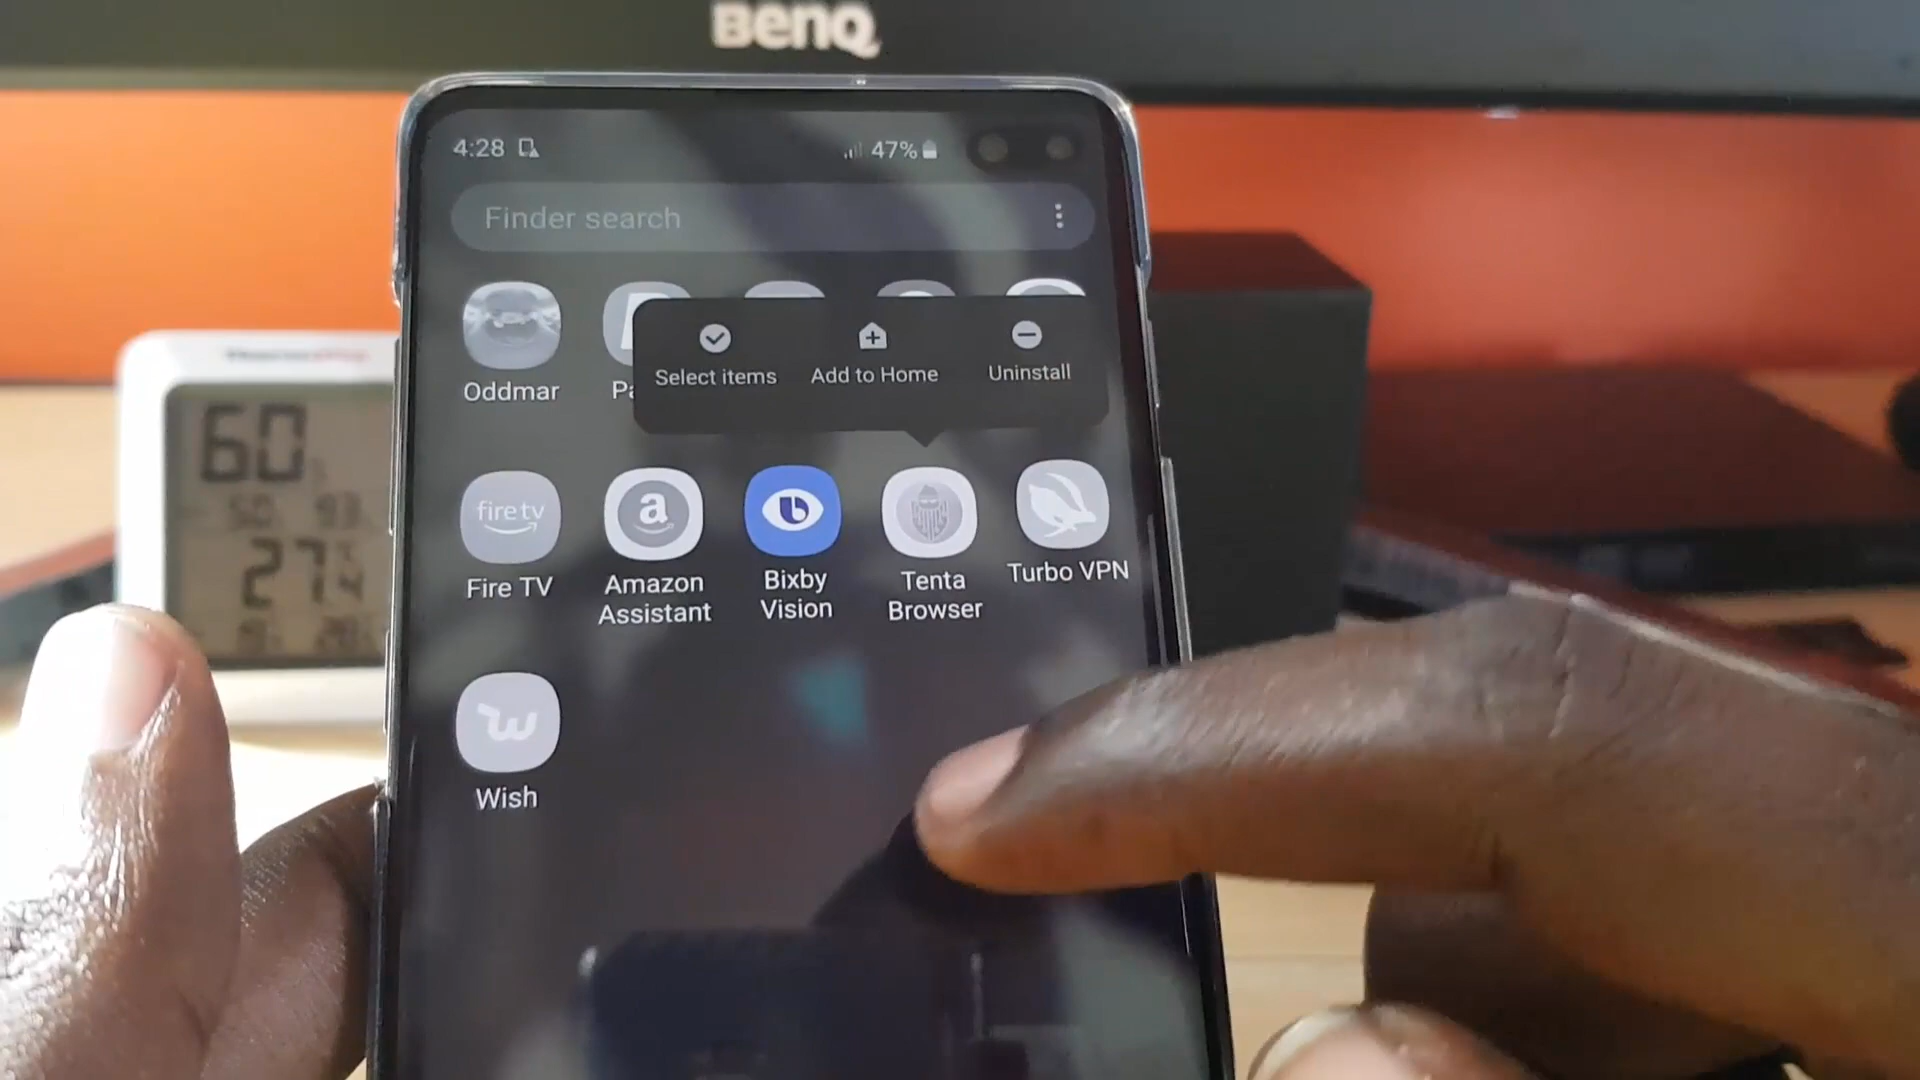 BenQ
4:28
47%
Finder search
Oddmar
Select items
Add to Home
Uninstall
60
27
fire tv
a
b
Fire TV
Amazon
Assistant
Bixby
Vision
Tenta
Browser
Turbo VPN
w
Wish